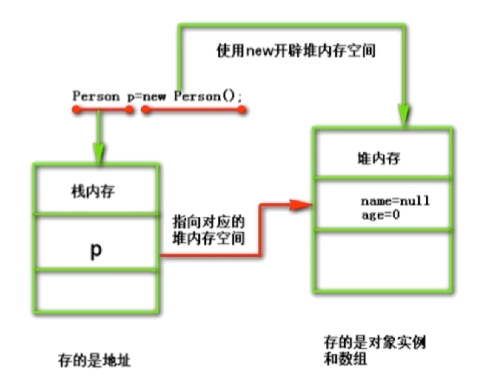 使用new开辟堆内存空间
Person p=new Person();
栈内存
堆内存
name=null
age=0
指向对应的
堆内存空间
p
存的是地址
存的是对象实例
和数组